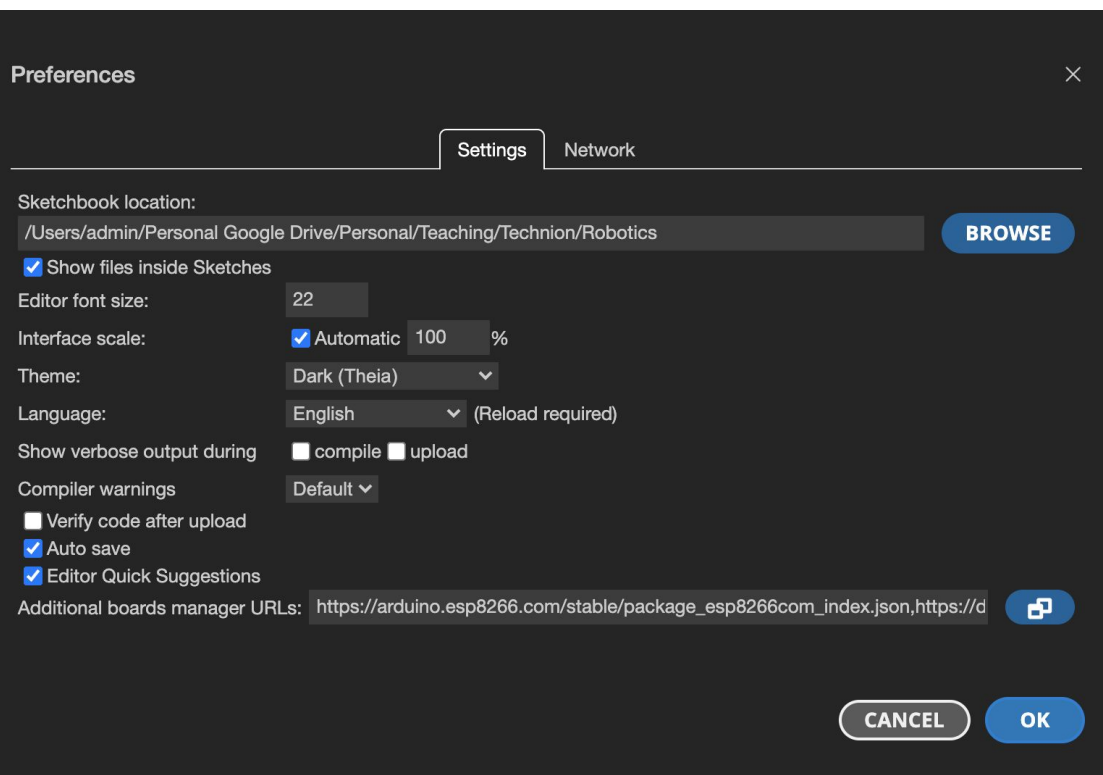 Preferences
Settings Network
Sketchbook location:
/Users/admin/Personal Google Drive/Personal/Teaching/Technion/Robotics BROWSE
Show files inside Sketches
Editor font size: 22
Interface scale: Automatic 100 %
Theme: Dark (Theia)
Language: English (Reload required)
Show verbose output during compile upload
Compiler warnings Default
Verify code after upload
Auto save
Editor Quick Suggestions
Additional boards manager URLs: https://arduino.esp8266.com/stable/package_esp8266com_index.json,https://d
CANCEL OK